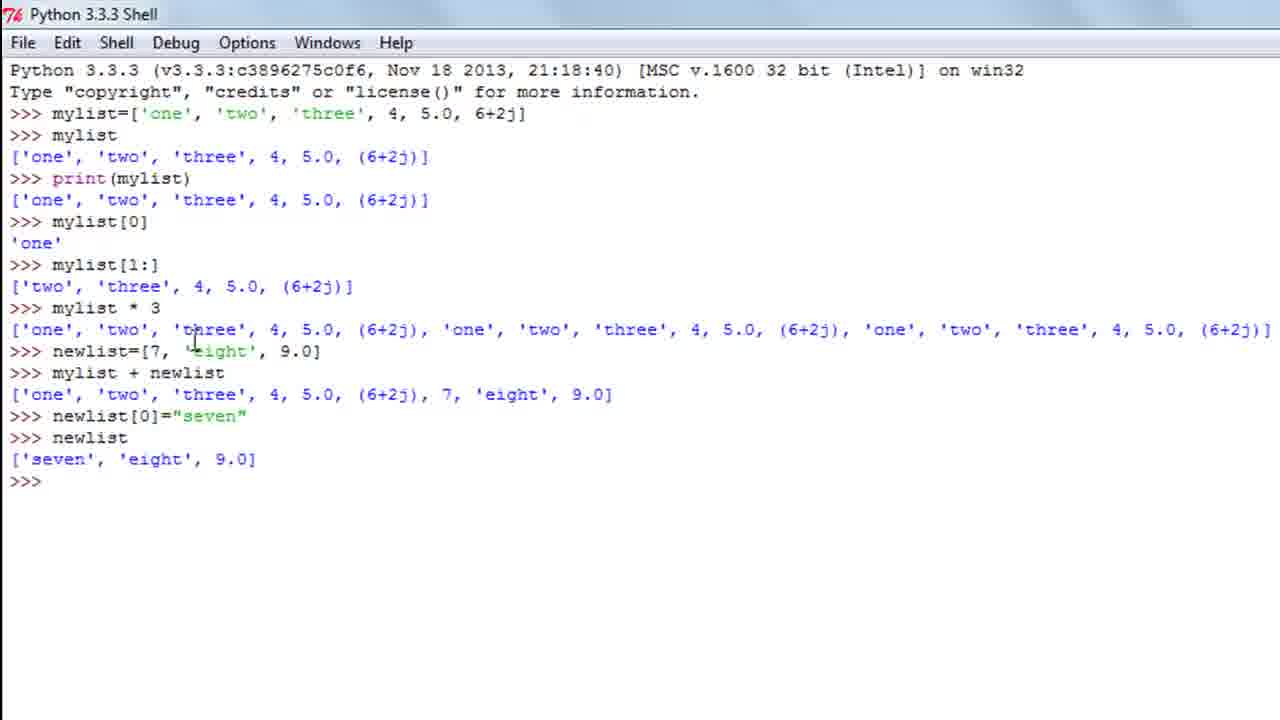 Python 3.3.3 Shell
File Edit Shell Debug Options Windows Help
Python 3.3.3 (v3.3.3:c3896275c0f6, Nov 18 2013, 21:18:40) [MSC v.1600 32 bit (Intel)] on win32
Type "copyright", "credits" or "license()" for more information.
>>> mylist=['one', 'two', 'three', 4, 5.0, 6+2j]
>>> mylist
['one', 'two', 'three', 4, 5.0, (6+2j)]
>>> print(mylist)
['one', 'two', 'three', 4, 5.0, (6+2j)]
>>> mylist[0]
'one'
>>> mylist[1:]
['two', 'three', 4, 5.0, (6+2j)]
>>> mylist * 3
['one', 'two', 'three', 4, 5.0, (6+2j), 'one', 'two', 'three', 4, 5.0, (6+2j), 'one', 'two', 'three', 4, 5.0, (6+2j)]
>>> newlist=[7, 'eight', 9.0]
>>> mylist + newlist
['one', 'two', 'three', 4, 5.0, (6+2j), 7, 'eight', 9.0]
>>> newlist[0]="seven"
>>> newlist
['seven', 'eight', 9.0]
>>>